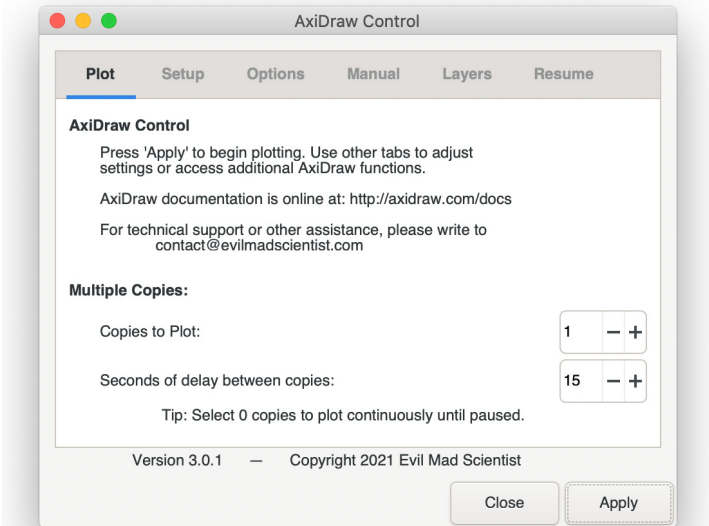 AxiDraw Control
Plot Setup Options Manual Layers Resume
AxiDraw Control
Press 'Apply' to begin plotting. Use other tabs to adjust
settings or access additional AxiDraw functions.
AxiDraw documentation is online at: http://axidraw.com/docs
For technical support or other assistance, please write to
contact@evilmadscientist.com
Multiple Copies:
Copies to Plot: 1 − +
Seconds of delay between copies: 15 − +
Tip: Select 0 copies to plot continuously until paused.
Version 3.0.1 — Copyright 2021 Evil Mad Scientist
Close Apply